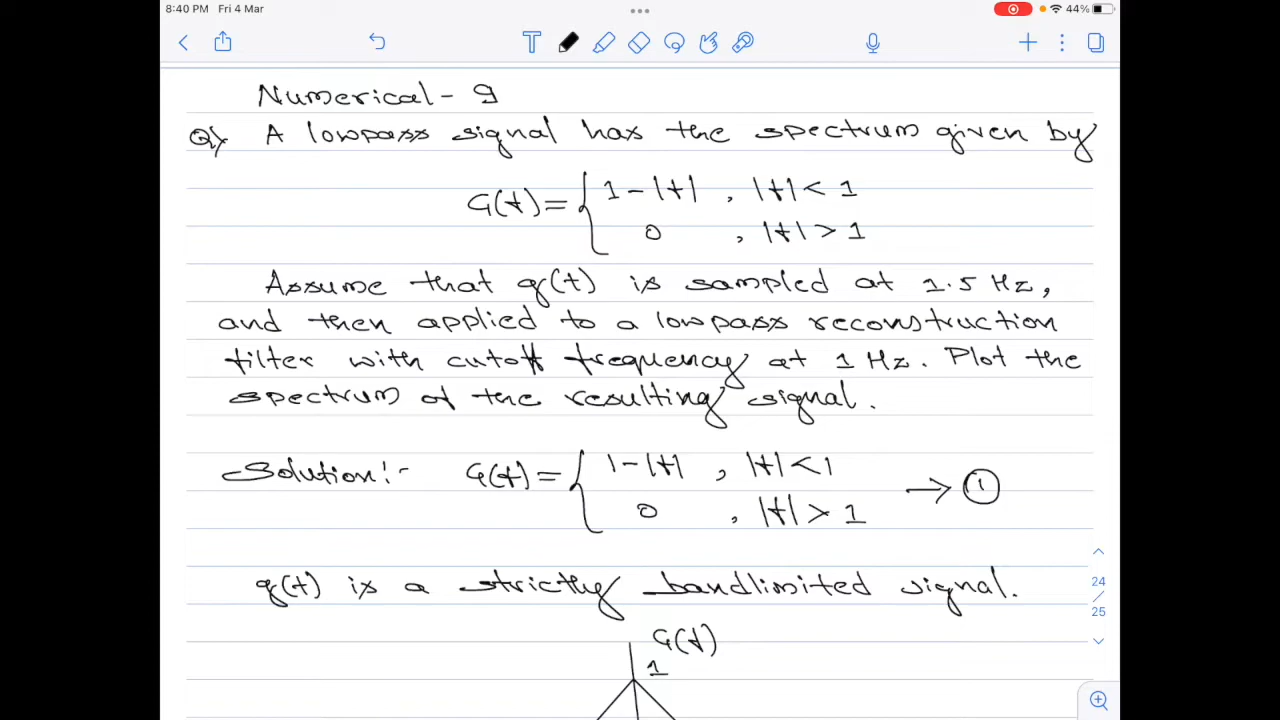 8:40 PM Fri 4 Mar
44%
Numerical - 9
Q) A lowpass signal has the spectrum given by
G(f) = { 1 - |f| , |f| < 1
0 , |f| > 1
Assume that g(t) is sampled at 1.5 Hz,
and then applied to a lowpass reconstruction
filter with cutoff frequency at 1 Hz. Plot the
spectrum of the resulting signal.
Solution:- G(f) = { 1 - |f| , |f| < 1
0 , |f| > 1 → ①
g(t) is a strictly bandlimited signal.
24
/
25
G(f)
1